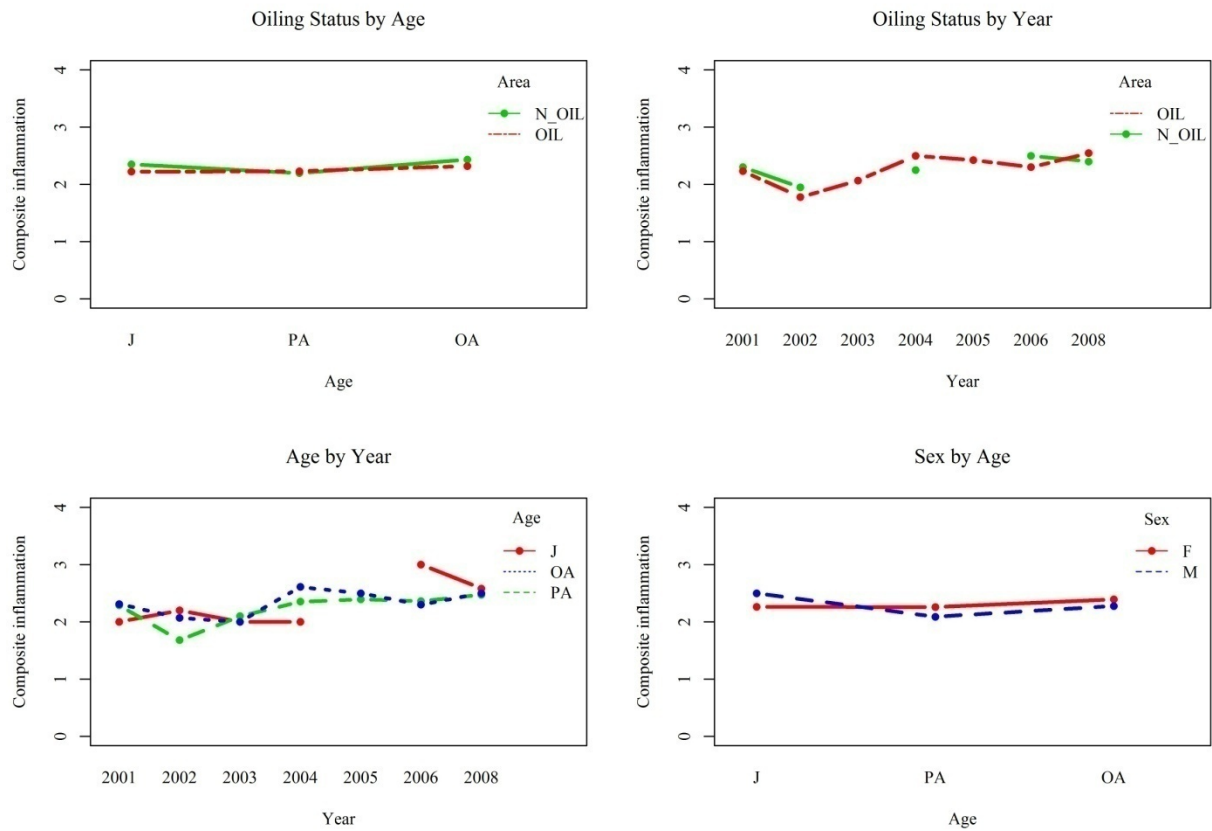 Oiling Status by Age
Composite inflammation
4
3
2
1
0
Area
N_OIL
OIL
J PA OA
Age
Oiling Status by Year
Composite inflammation
4
3
2
1
0
Area
OIL
N_OIL
2001 2002 2003 2004 2005 2006 2008
Year
Age by Year
Composite inflammation
4
3
2
1
0
Age
J
OA
PA
2001 2002 2003 2004 2005 2006 2008
Year
Sex by Age
Composite inflammation
4
3
2
1
0
Sex
F
M
J PA OA
Age